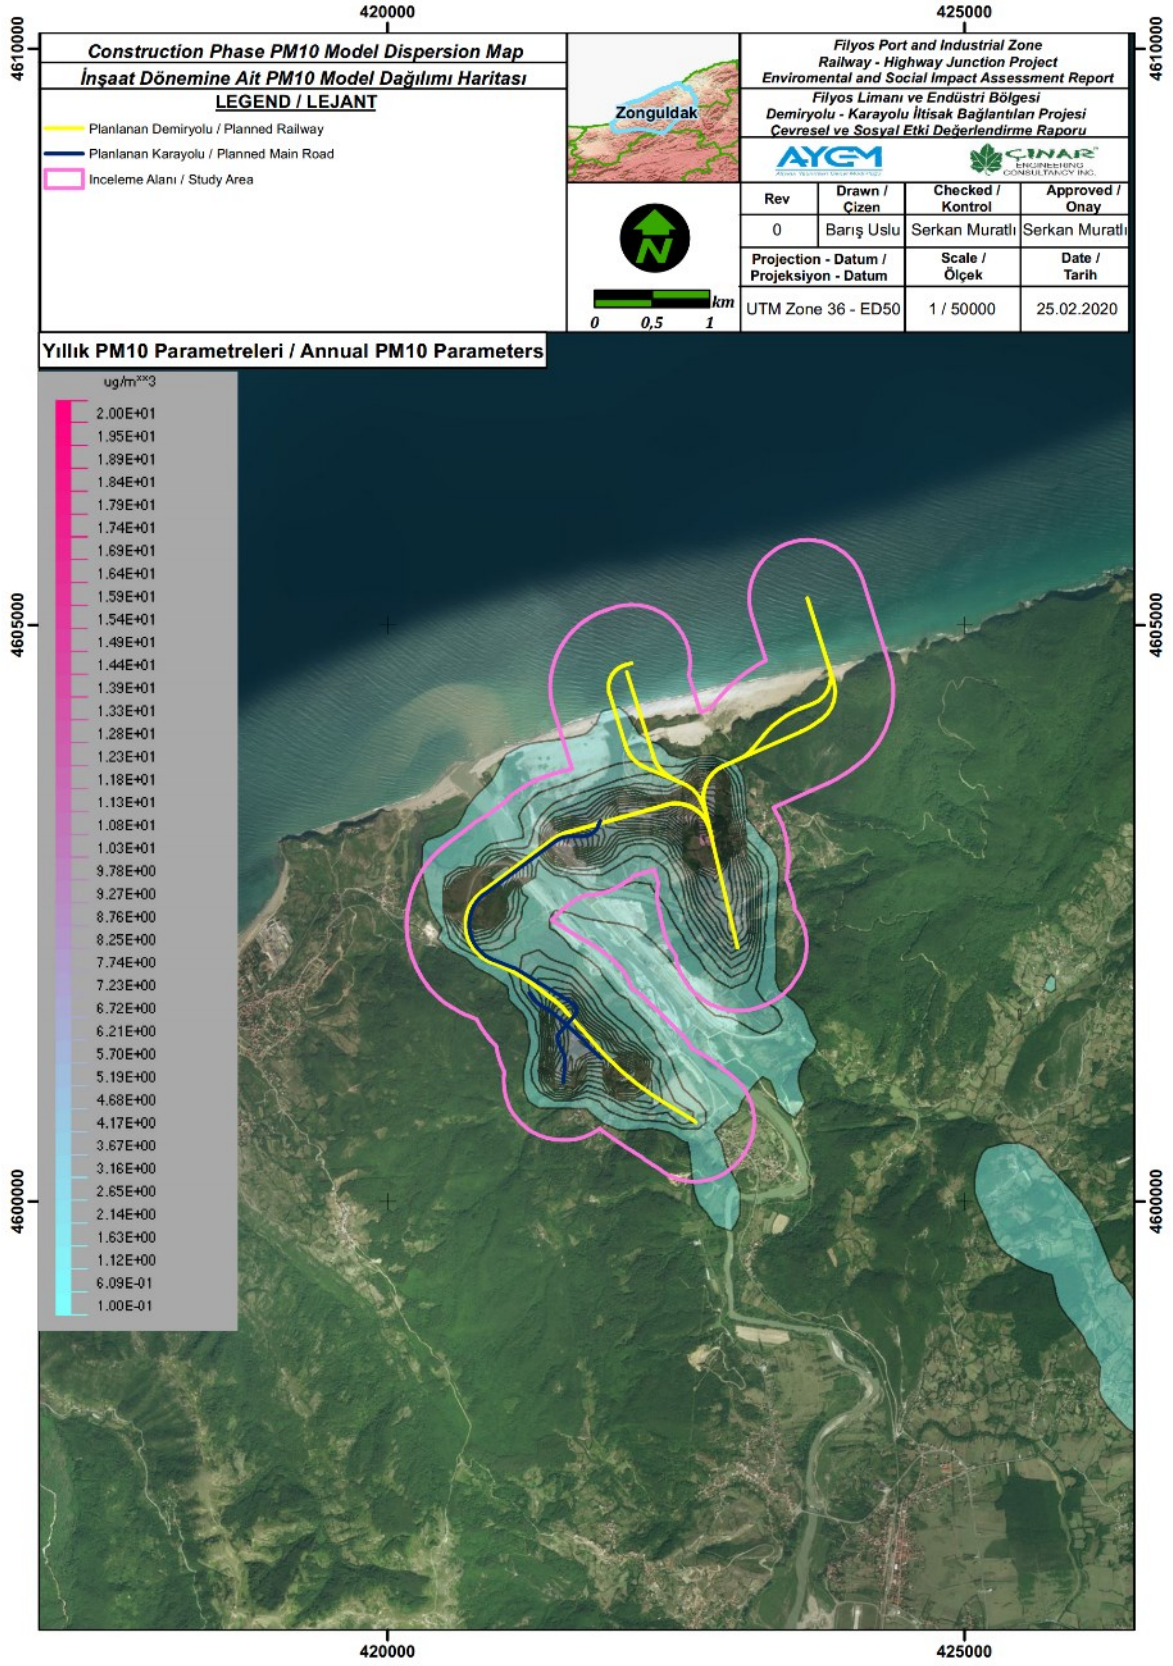 420000
425000
4610000
4610000
Construction Phase PM10 Model Dispersion Map
İnşaat Dönemine Ait PM10 Model Dağılımı Haritası
LEGEND / LEJANT
Planlanan Demiryolu / Planned Railway
Planlanan Karayolu / Planned Main Road
Inceleme Alanı / Study Area
Zonguldak
N
km
0 0,5 1
Filyos Port and Industrial Zone
Railway - Highway Junction Project
Enviromental and Social Impact Assessment Report
Filyos Limanı ve Endüstri Bölgesi
Demiryolu - Karayolu İltisak Bağlantıları Projesi
Çevresel ve Sosyal Etki Değerlendirme Raporu
AYGM
ÇINAR
ENGINEERING
CONSULTANCY INC.
Rev
Drawn / Çizen
Checked / Kontrol
Approved / Onay
0
Barış Uslu
Serkan Muratlı
Serkan Muratlı
Projection - Datum / Projeksiyon - Datum
Scale / Ölçek
Date / Tarih
UTM Zone 36 - ED50
1 / 50000
25.02.2020
Yıllık PM10 Parametreleri / Annual PM10 Parameters
ug/m**3
2.00E+01
1.95E+01
1.89E+01
1.84E+01
1.79E+01
1.74E+01
1.69E+01
1.64E+01
1.59E+01
1.54E+01
1.49E+01
1.44E+01
1.39E+01
1.33E+01
1.28E+01
1.23E+01
1.18E+01
1.13E+01
1.08E+01
1.03E+01
9.78E+00
9.27E+00
8.76E+00
8.25E+00
7.74E+00
7.23E+00
6.72E+00
6.21E+00
5.70E+00
5.19E+00
4.68E+00
4.17E+00
3.67E+00
3.16E+00
2.65E+00
2.14E+00
1.63E+00
1.12E+00
6.09E-01
1.00E-01
4605000
4605000
4600000
4600000
420000
425000